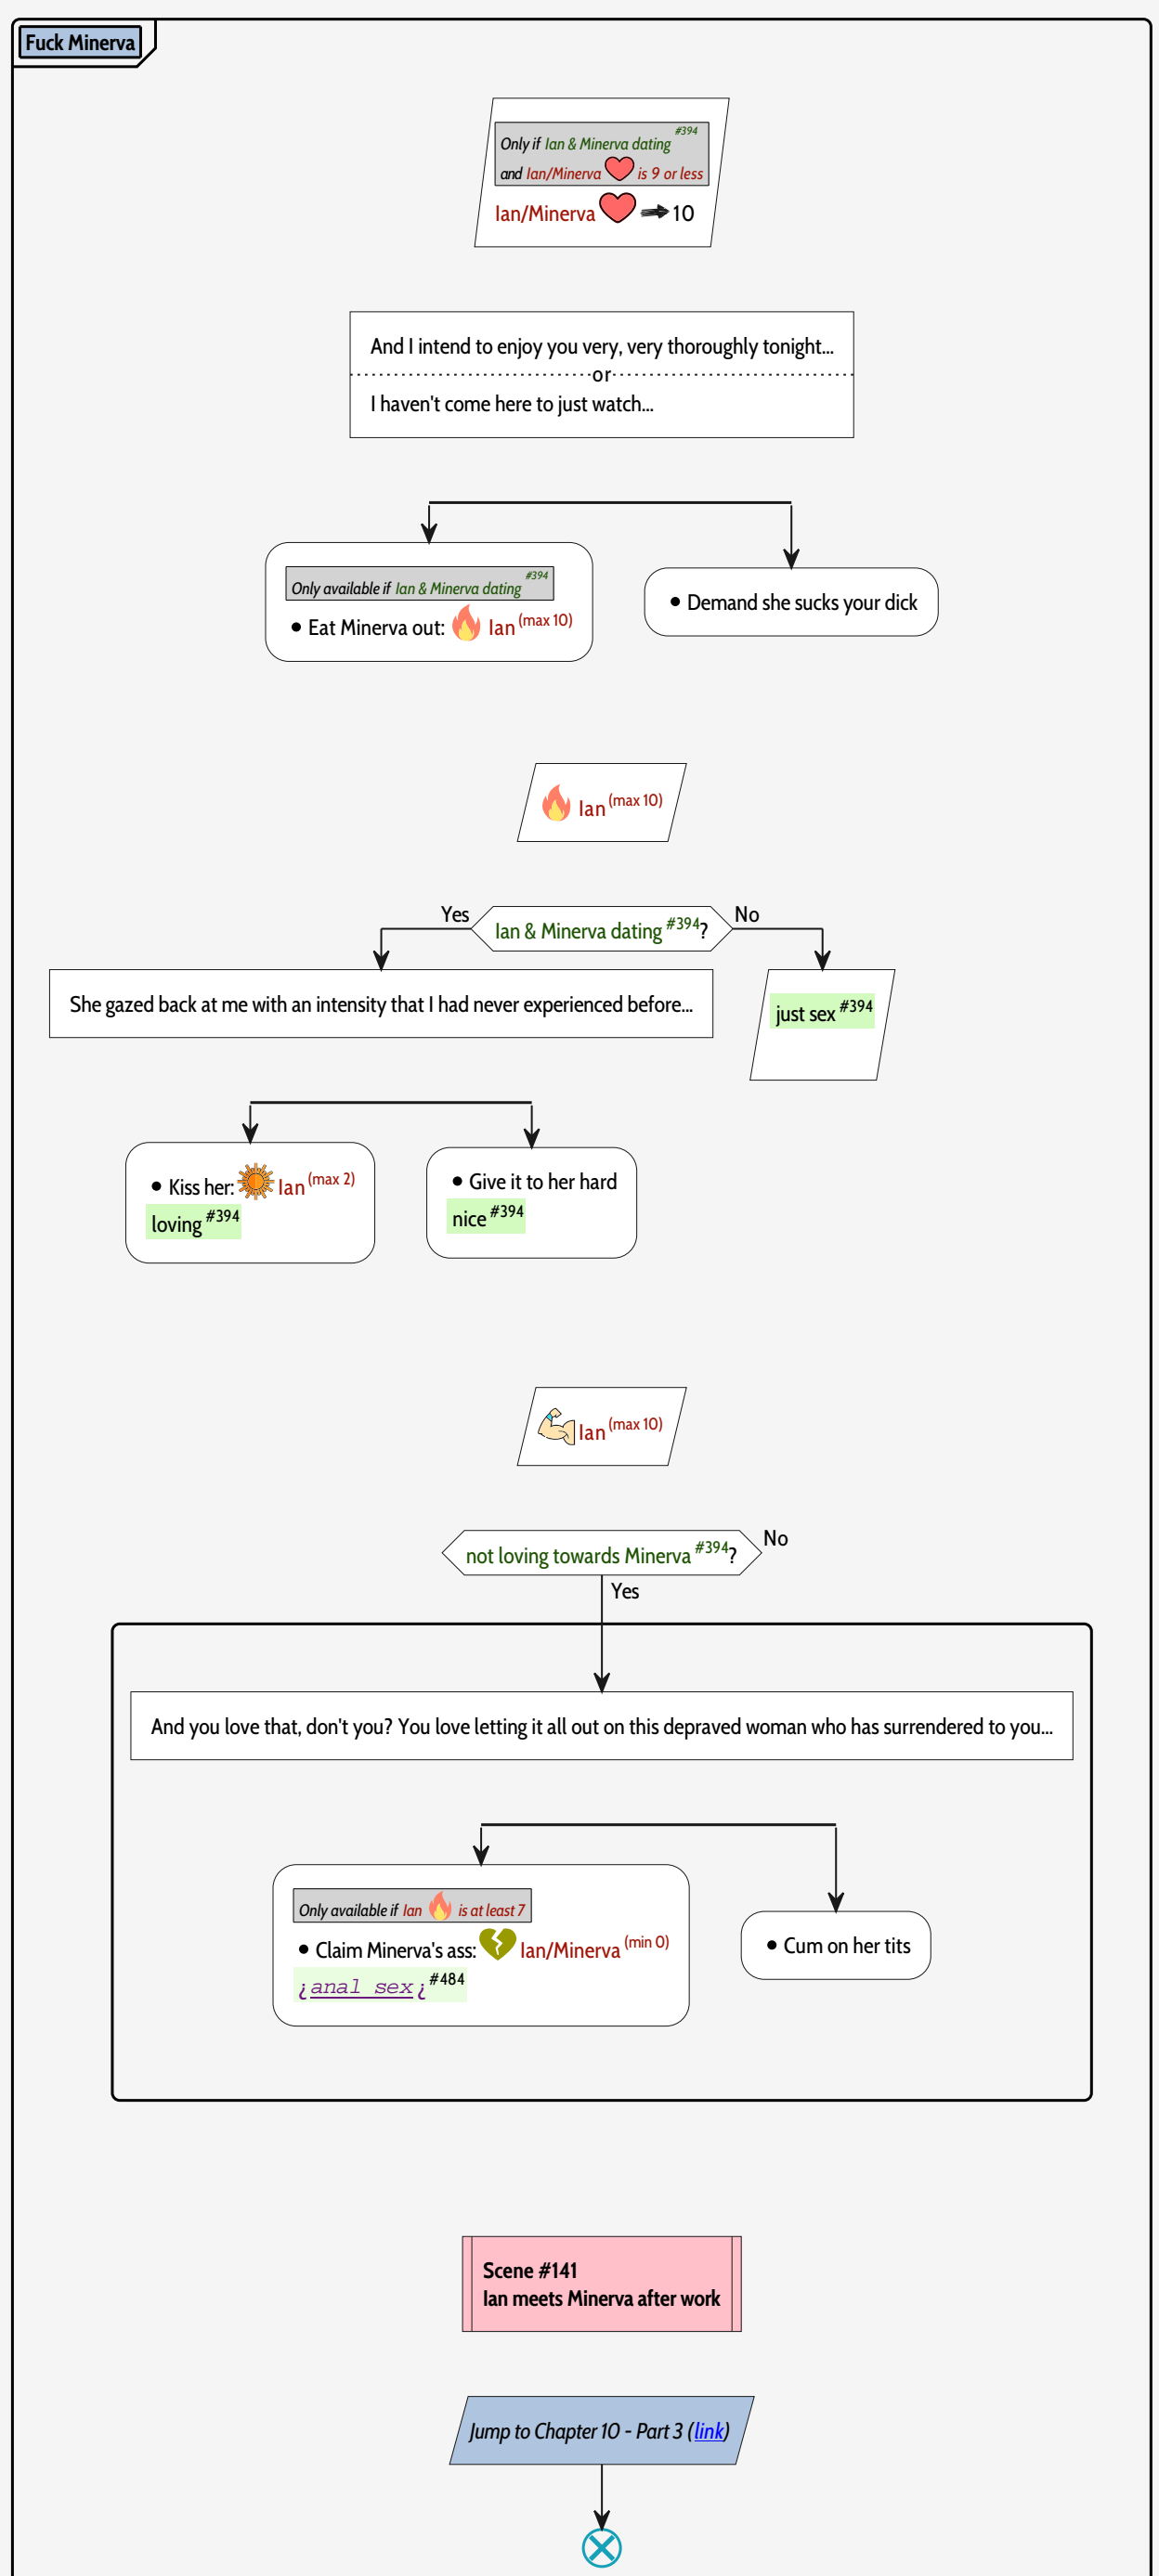 Fuck Minerva
Only if Ian & Minerva dating #394
and Ian/Minerva is 9 or less
Ian/Minerva 10
And I intend to enjoy you very, very thoroughly tonight...
or
I haven't come here to just watch...
Only available if Ian & Minerva dating #394
• Eat Minerva out: Ian (max 10)
• Demand she sucks your dick
Ian (max 10)
Yes
Ian & Minerva dating #394?
No
She gazed back at me with an intensity that I had never experienced before...
just sex #394
• Kiss her: Ian (max 2)
loving #394
• Give it to her hard
nice #394
Ian (max 10)
not loving towards Minerva #394?
No
Yes
And you love that, don't you? You love letting it all out on this depraved woman who has surrendered to you...
Only available if Ian is at least 7
• Claim Minerva's ass: Ian/Minerva (min 0)
¿anal sex¿ #484
• Cum on her tits
Scene #141
Ian meets Minerva after work
Jump to Chapter 10 - Part 3 (link)